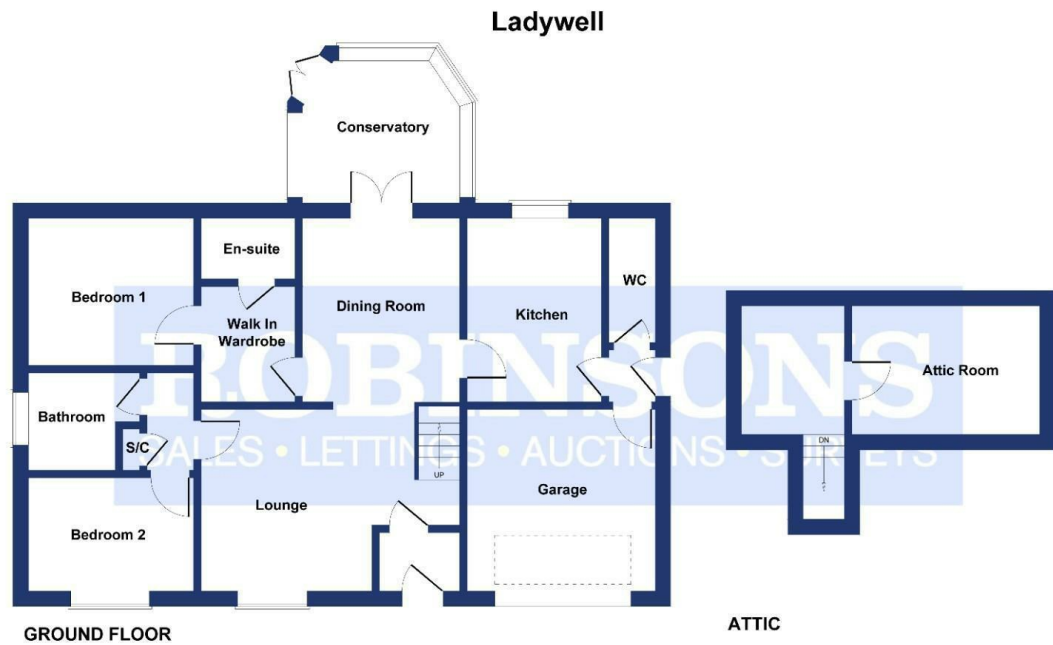 Ladywell
Conservatory
En-suite
Bedroom 1
Walk In
Wardrobe
Dining Room
Kitchen
WC
Attic Room
ROBINSONS
SALES • LETTINGS • AUCTIONS • SURVEYS
Bathroom
S/C
UP
DN
Lounge
Garage
Bedroom 2
GROUND FLOOR
ATTIC